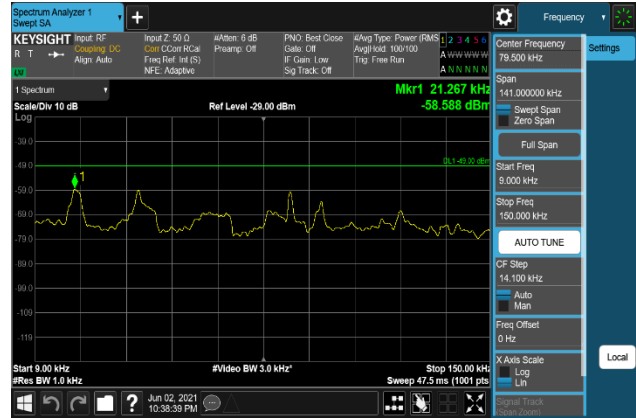 Spectrum Analyzer 1
Swept SA
Frequency
KEYSIGHT
R T
Input: RF
Coupling: DC
Align: Auto
Input Z: 50 Ω
Corr CCorr RCal
Freq Ref: Int (S)
NFE: Adaptive
#Atten: 6 dB
Preamp: Off
PNO: Best Close
Gate: Off
IF Gain: Low
Sig Track: Off
#Avg Type: Power (RMS
Avg|Hold: 100/100
Trig: Free Run
1 2 3 4 5 6
A W W W W W
A N N N N N
1 Spectrum
Scale/Div 10 dB
Log
Ref Level -29.00 dBm
Mkr1 21.267 kHz
-58.588 dBm
DL1 -49.00 dBm
-39.0
-49.0
-59.0
-69.0
-79.0
-89.0
-99.0
-109
-119
1
Start 9.00 kHz
#Res BW 1.0 kHz
#Video BW 3.0 kHz*
Stop 150.00 kHz
Sweep 47.5 ms (1001 pts
Jun 02, 2021
10:38:39 PM
Center Frequency
79.500 kHz
Settings
Span
141.000000 kHz
Swept Span
Zero Span
Full Span
Start Freq
9.000 kHz
Stop Freq
150.000 kHz
AUTO TUNE
CF Step
14.100 kHz
Auto
Man
Freq Offset
0 Hz
X Axis Scale
Log
Lin
Local
Signal Track
(Span Zoom)